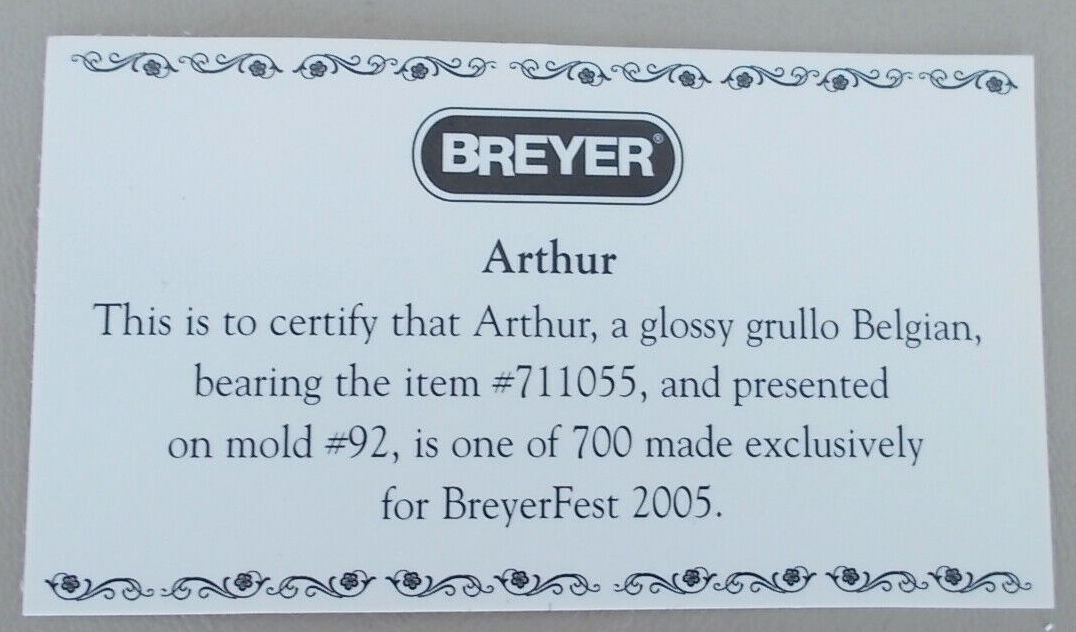 BREYER®
Arthur
This is to certify that Arthur, a glossy grullo Belgian,
bearing the item #711055, and presented
on mold #92, is one of 700 made exclusively
for BreyerFest 2005.